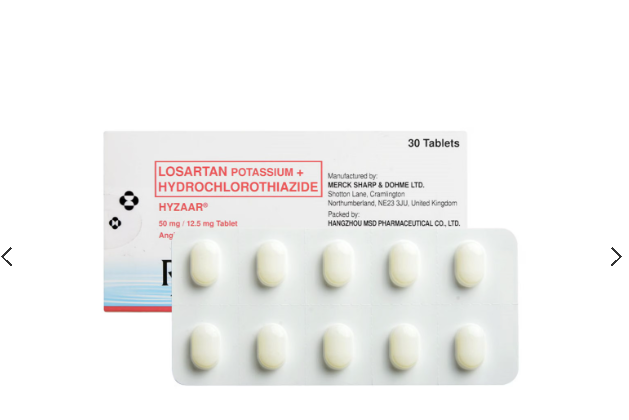 30 Tablets
LOSARTAN POTASSIUM +
HYDROCHLOROTHIAZIDE
HYZAAR®
50 mg / 12.5 mg Tablet
Manufactured by:
MERCK SHARP & DOHME LTD.
Shotton Lane, Cramlington
Northumberland, NE23 3JU, United Kingdom
Packed by:
HANGZHOU MSD PHARMACEUTICAL CO., LTD.